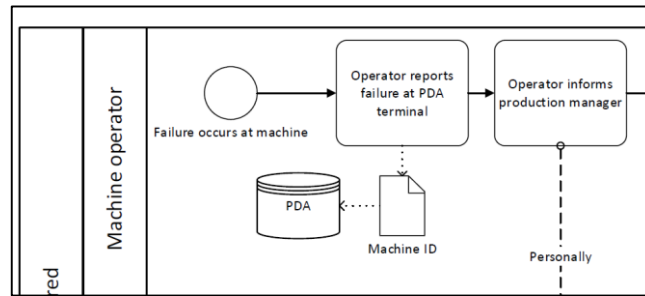 Operator reports
failure at PDA
terminal
Operator informs
production manager
Failure occurs at machine
PDA
Machine ID
Personally
Machine operator
red